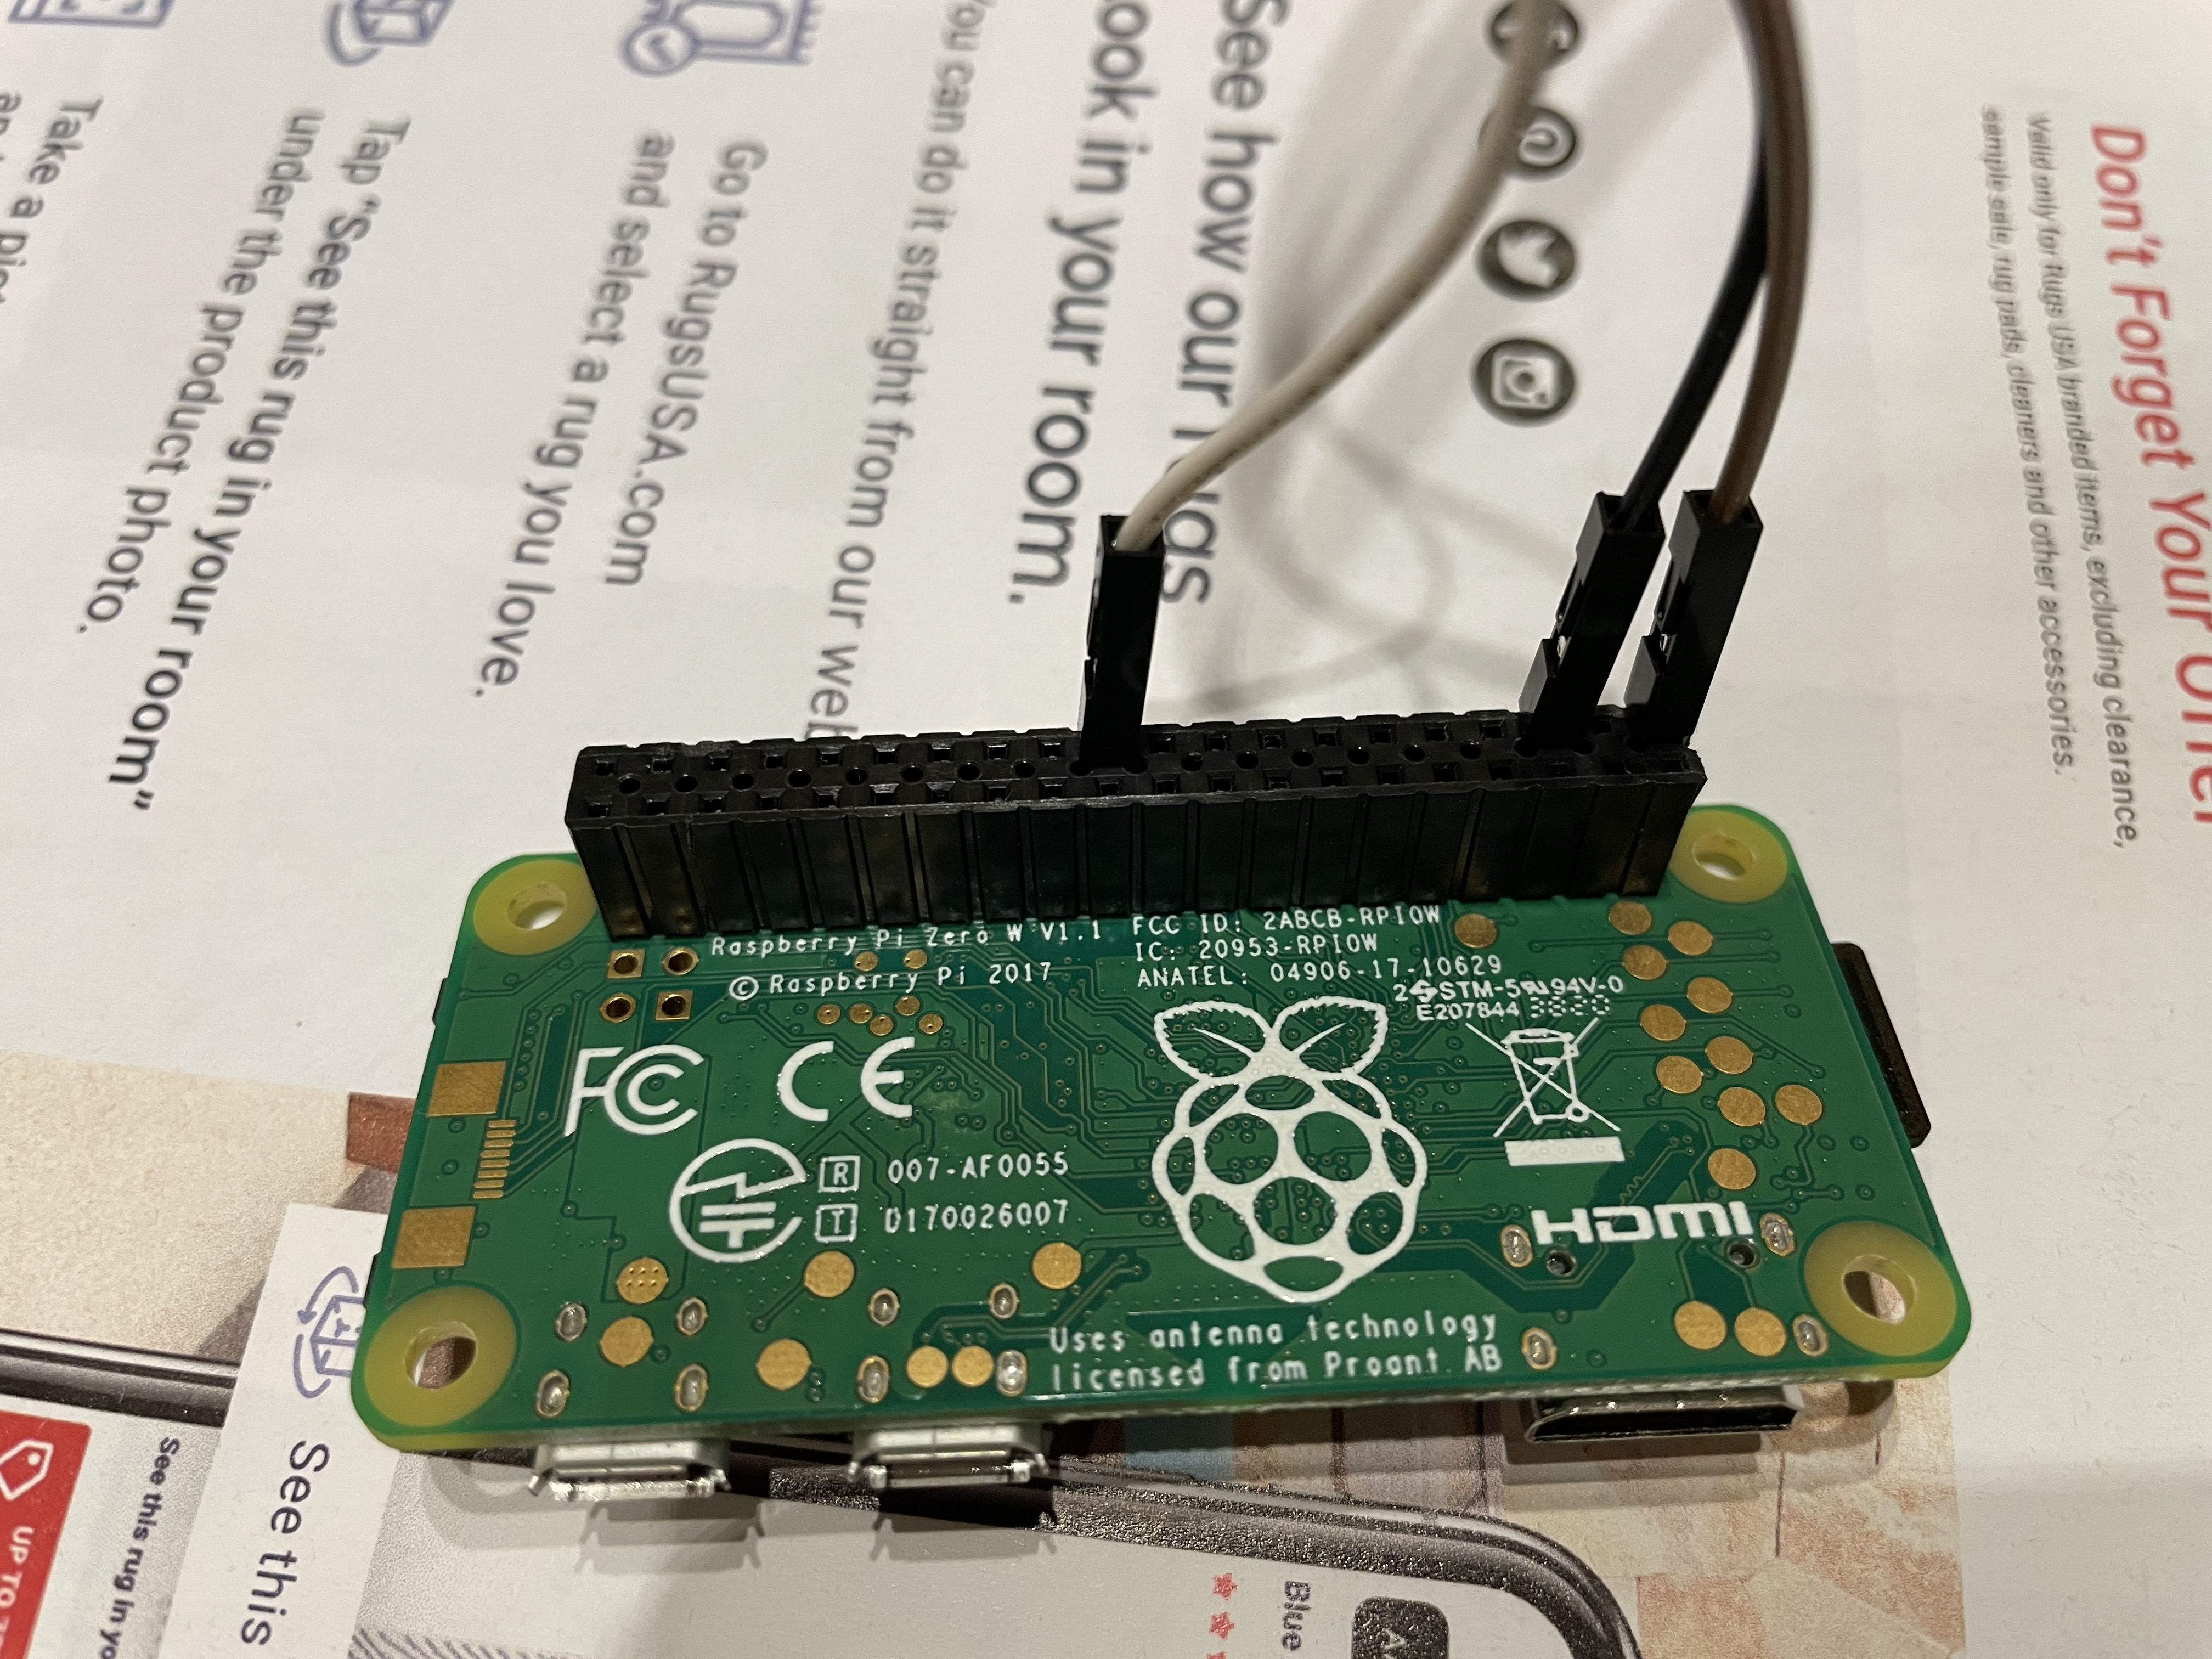 Raspberry Pi Zero W V1.1
© Raspberry Pi 2017
FCC ID: 2ABCB-RPI0W
IC: 20953-RPI0W
ANATEL: 04906-17-10629
STM-5 94V-0
E207844
FC
CE
R 007-AF0055
T 0170026007
Uses antenna technology
licensed from Proant AB
HDMI
UP TO
See this rug in yo
See this
Blue
See how our rugs
ook in your room.
You can do it straight from our web
Go to RugsUSA.com
and select a rug you love.
Tap "See this rug in your room"
under the product photo.
Take a pic
Don't Forget Your
Valid only for Rugs USA branded items, excluding clearance,
sample sale, rug pads, cleaners and other accessories.